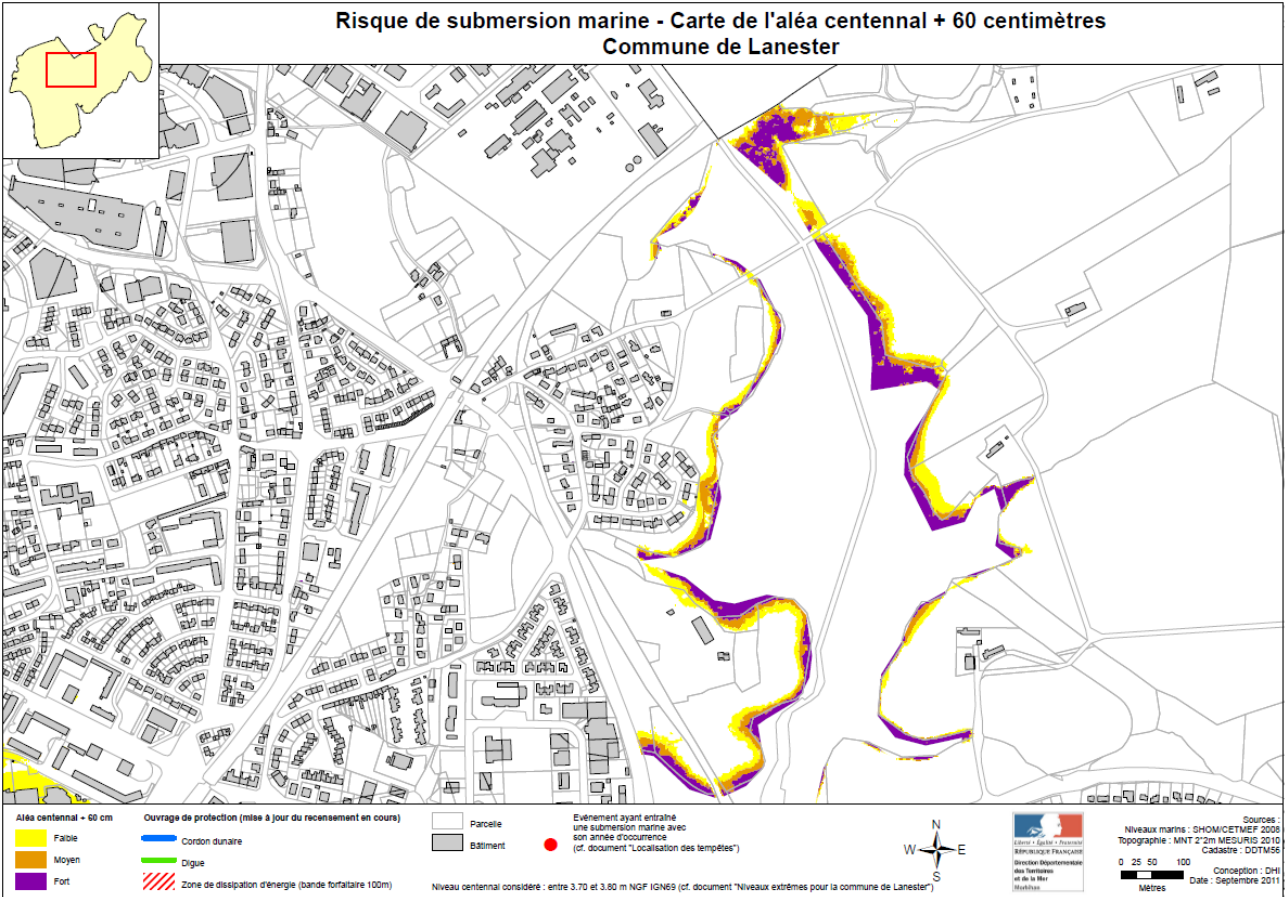 Risque de submersion marine - Carte de l'aléa centennal + 60 centimètres
Commune de Lanester
Aléa centennal + 60 cm
Faible
Moyen
Fort
Ouvrage de protection (mise à jour du recensement en cours)
Cordon dunaire
Digue
Zone de dissipation d'énergie (bande forfaitaire 100m)
Parcelle
Bâtiment
Evènement ayant entraîné
une submersion marine avec
son année d'occurrence
(cf. document "Localisation des tempêtes")
Niveau centennal considéré : entre 3.70 et 3.80 m NGF IGN69 (cf. document "Niveaux extrêmes pour la commune de Lanester")
N
W
E
S
Liberté • Égalité • Fraternité
RÉPUBLIQUE FRANÇAISE
Direction Départementale
des Territoires
et de la Mer
Morbihan
Sources :
Niveaux marins : SHOM/CETMEF 2008
Topographie : MNT 2*2m MESURIS 2010
Cadastre : DDTM56
0 25 50 100
Mètres
Conception : DHI
Date : Septembre 2011